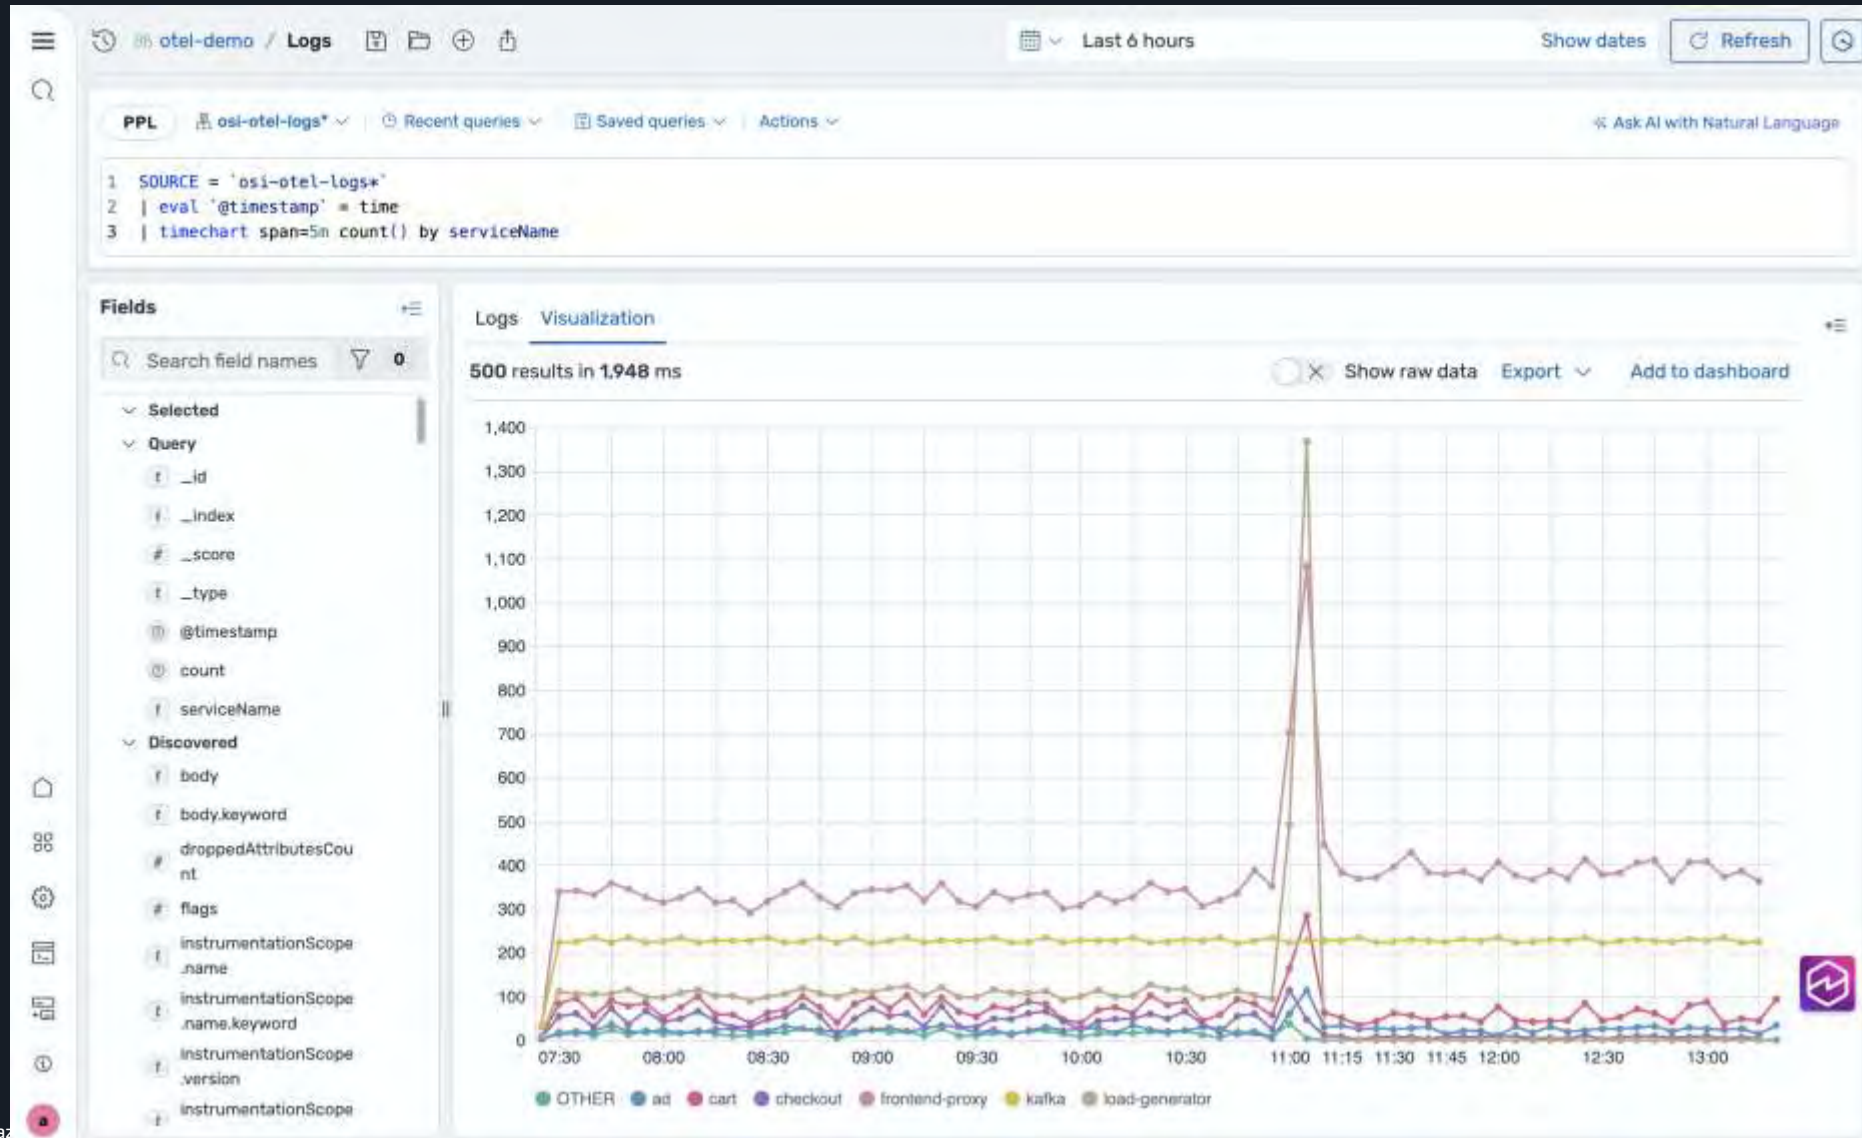 otel-demo / Logs
Last 6 hours
Show dates
Refresh
PPL
osi-otel-logs*
Recent queries
Saved queries
Actions
Ask AI with Natural Language
1 SOURCE = `osi-otel-logs*`
2 | eval `@timestamp` = time
3 | timechart span=5m count() by serviceName
Fields
Search field names
0
Selected
Query
t _id
t _index
# _score
t _type
@timestamp
count
t serviceName
Discovered
t body
t body.keyword
# droppedAttributesCou
nt
# flags
t instrumentationScope
.name
t instrumentationScope
.name.keyword
t instrumentationScope
.version
t instrumentationScope
a
Logs Visualization
500 results in 1.948 ms
Show raw data
Export
Add to dashboard
1,400
1,300
1,200
1,100
1,000
900
800
700
600
500
400
300
200
100
0
07:30 08:00 08:30 09:00 09:30 10:00 10:30 11:00 11:15 11:30 11:45 12:00 12:30 13:00
OTHER ad cart checkout frontend-proxy kafka load-generator